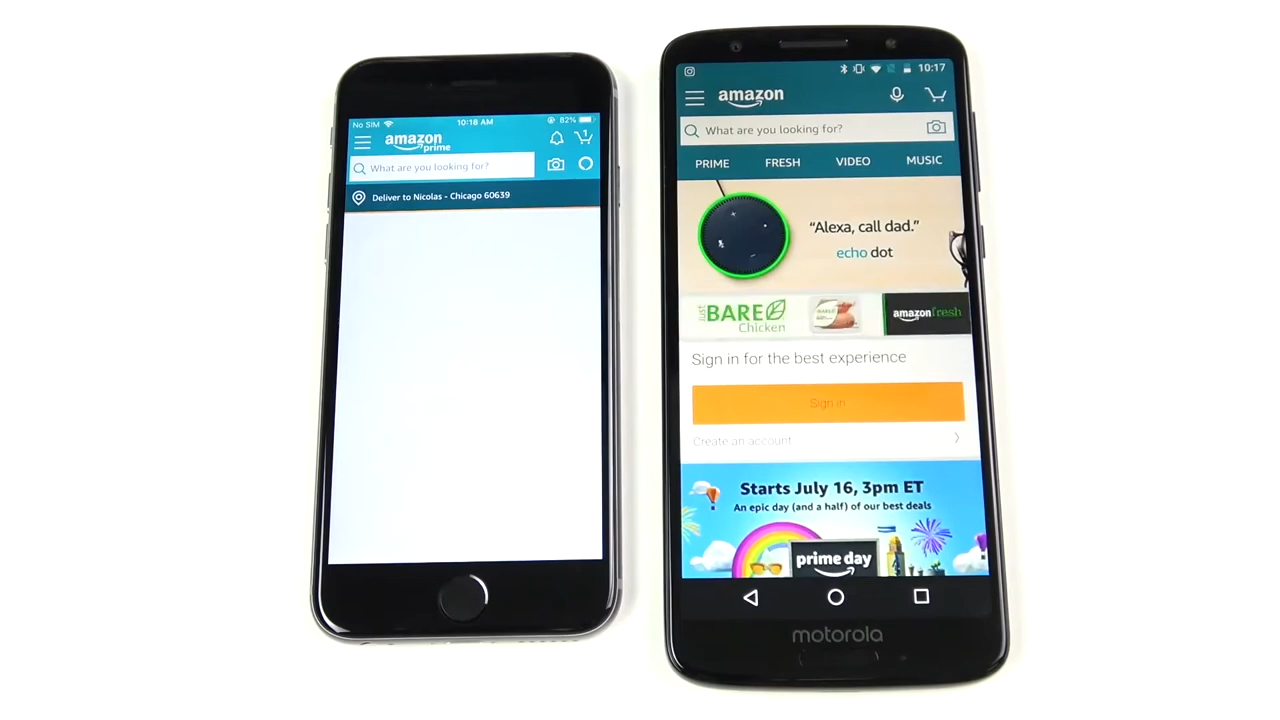 No SIM 10:18 AM 82%
amazon
prime
1
What are you looking for?
Deliver to Nicolas - Chicago 60639
10:17
amazon
What are you looking for?
PRIME FRESH VIDEO MUSIC
“Alexa, call dad.”
echo dot
just BARE
Chicken
amazonfresh
Sign in for the best experience
Sign in
Create an account
Starts July 16, 3pm ET
An epic day (and a half) of our best deals
prime day
motorola